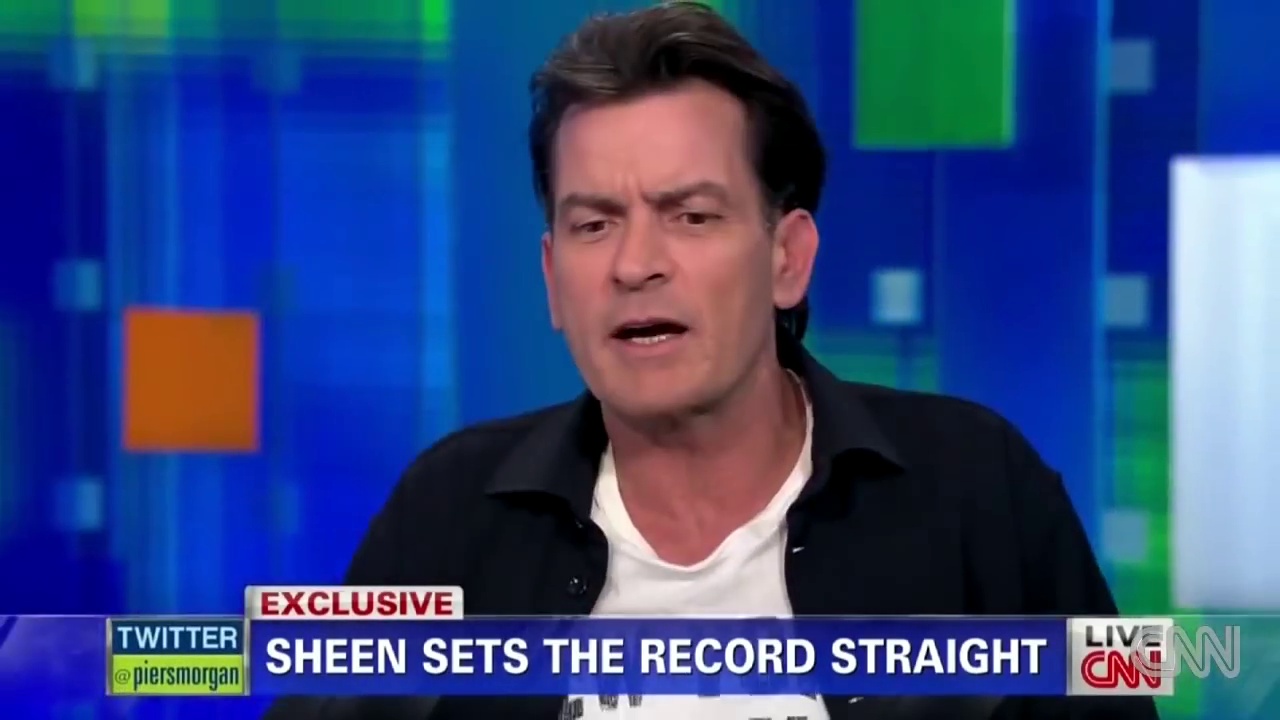 EXCLUSIVE
TWITTER
@piersmorgan
SHEEN SETS THE RECORD STRAIGHT
LIVE
CNN
CNN